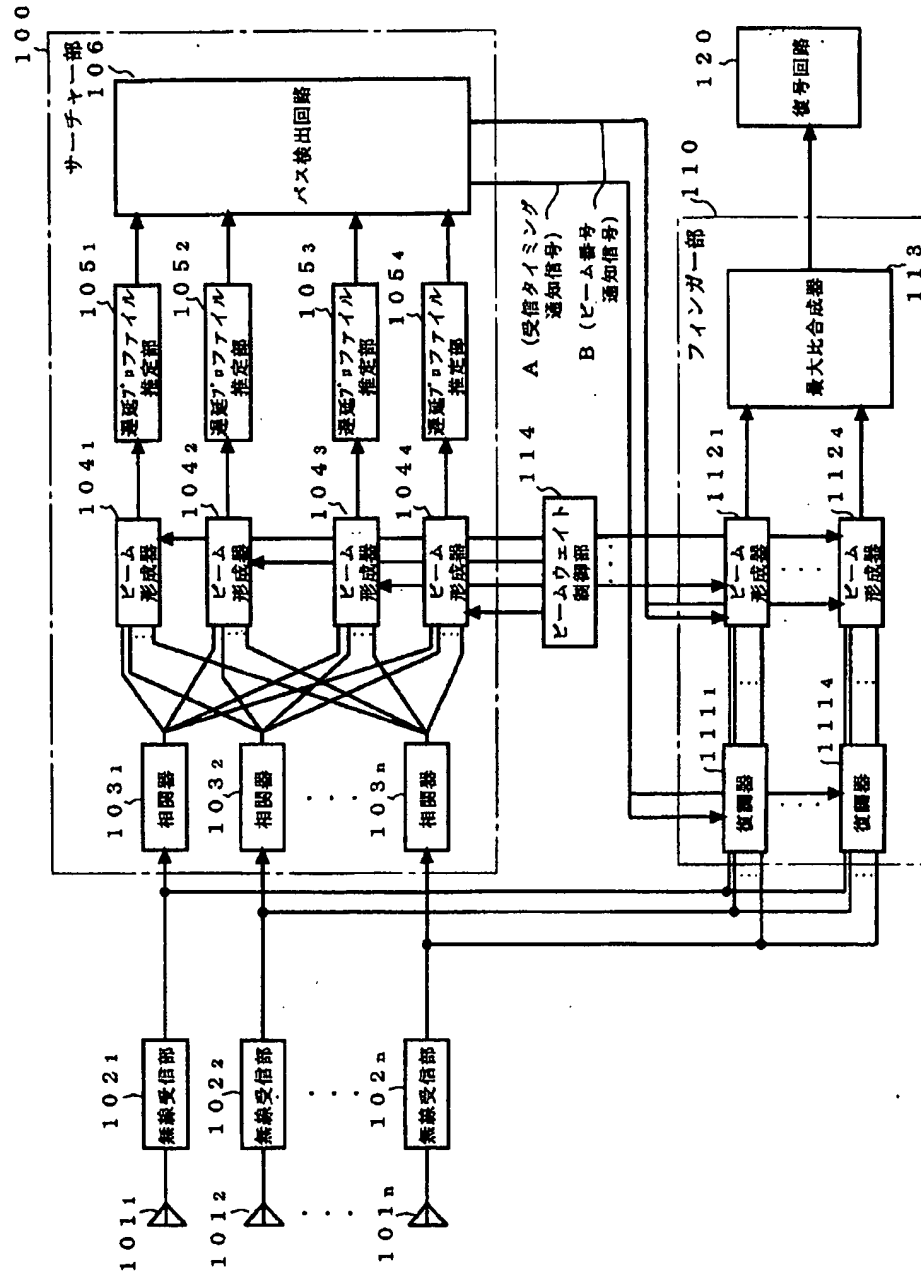 100
サーチャー部
106
パス検出回路
1051
遅延プロファイル
推定部
1052
遅延プロファイル
推定部
1053
遅延プロファイル
推定部
1054
遅延プロファイル
推定部
1041
ビーム
形成器
1042
ビーム
形成器
1043
ビーム
形成器
1044
ビーム
形成器
1031
相関器
1032
相関器
103n
相関器
1021
無線受信部
1022
無線受信部
102n
無線受信部
1011
1012
101n
A(受信タイミング
通知信号)
B(ビーム番号
通知信号)
114
ビームウェイト
制御部
110
フィンガー部
1111
復調器
1114
復調器
1121
ビーム
形成器
1124
ビーム
形成器
113
最大比合成器
120
復号回路